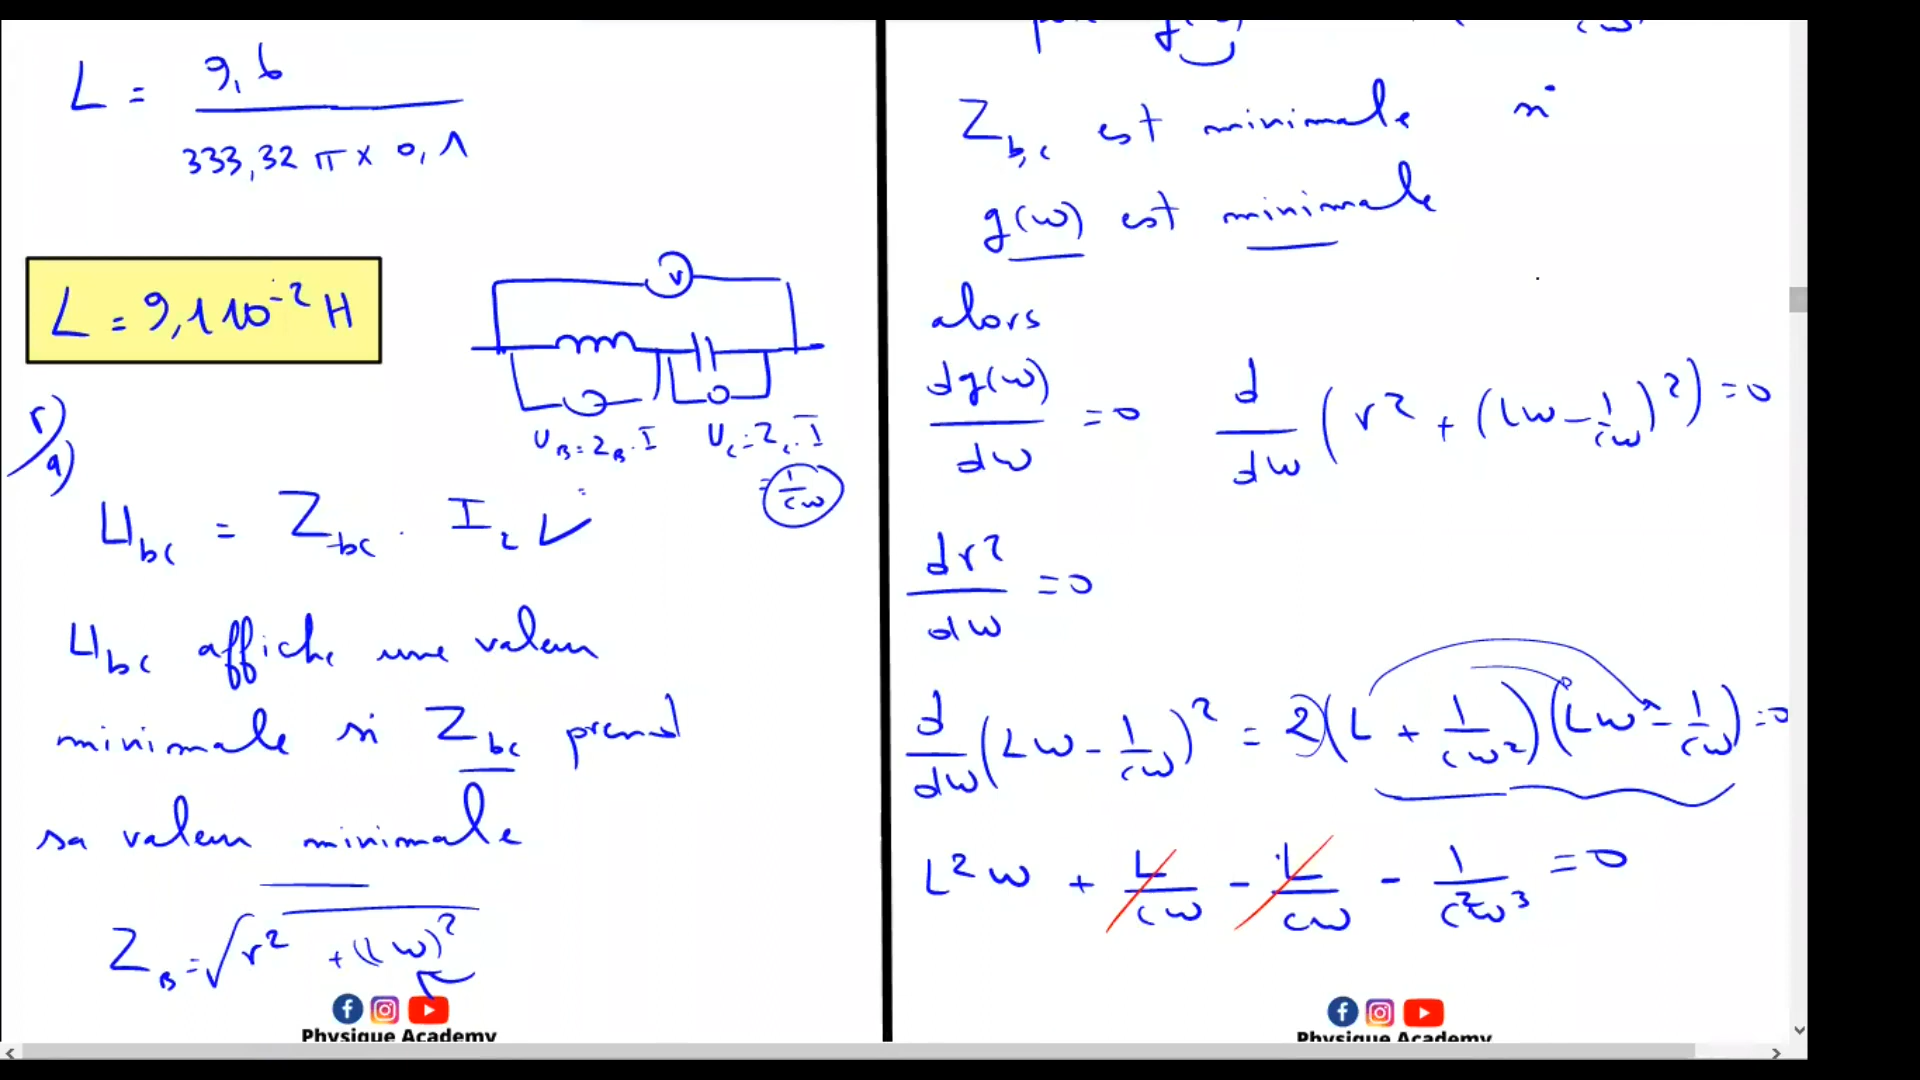 L = 9,6 / 333,32 π x 0,1
L = 9,1 10^-2 H
V
U_B = Z_B . I
U_C = Z_C . I
= 1/Cω
a)
U_bc = Z_bc . I_2
U_bc affiche une valeur
minimale si Z_bc prend
sa valeur minimale
Z_B = √(r² + (Lω)²)
Physique Academy
Z_b,c est minimale si
g(ω) est minimale
alors
dg(ω)/dω = 0 d/dω (r² + (Lω - 1/Cω)²) = 0
dr²/dω = 0
d/dω (Lω - 1/Cω)² = 2(L + 1/Cω²)(Lω - 1/Cω) = 0
L²ω + L/Cω - L/Cω - 1/C²ω³ = 0
Physique Academy